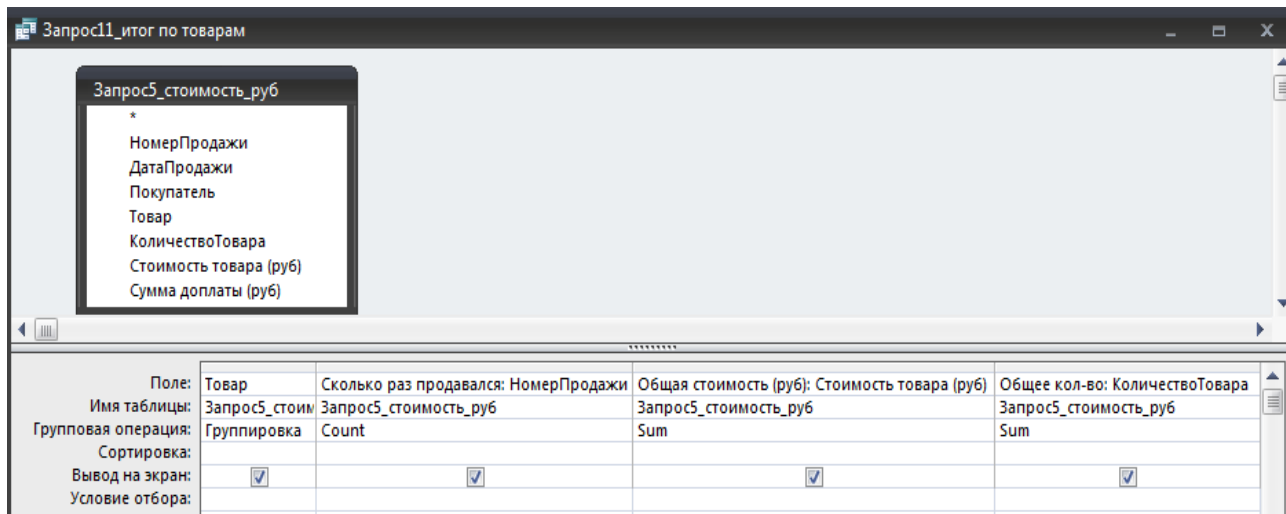 Запрос11_итог по товарам
Запрос5_стоимость_руб
*
НомерПродажи
ДатаПродажи
Покупатель
Товар
КоличествоТовара
Стоимость товара (руб)
Сумма доплаты (руб)
Поле: Товар Сколько раз продавался: НомерПродажи Общая стоимость (руб): Стоимость товара (руб) Общее кол-во: КоличествоТовара
Имя таблицы: Запрос5_стоим Запрос5_стоимость_руб Запрос5_стоимость_руб Запрос5_стоимость_руб
Групповая операция: Группировка Count Sum Sum
Сортировка:
Вывод на экран:
Условие отбора: